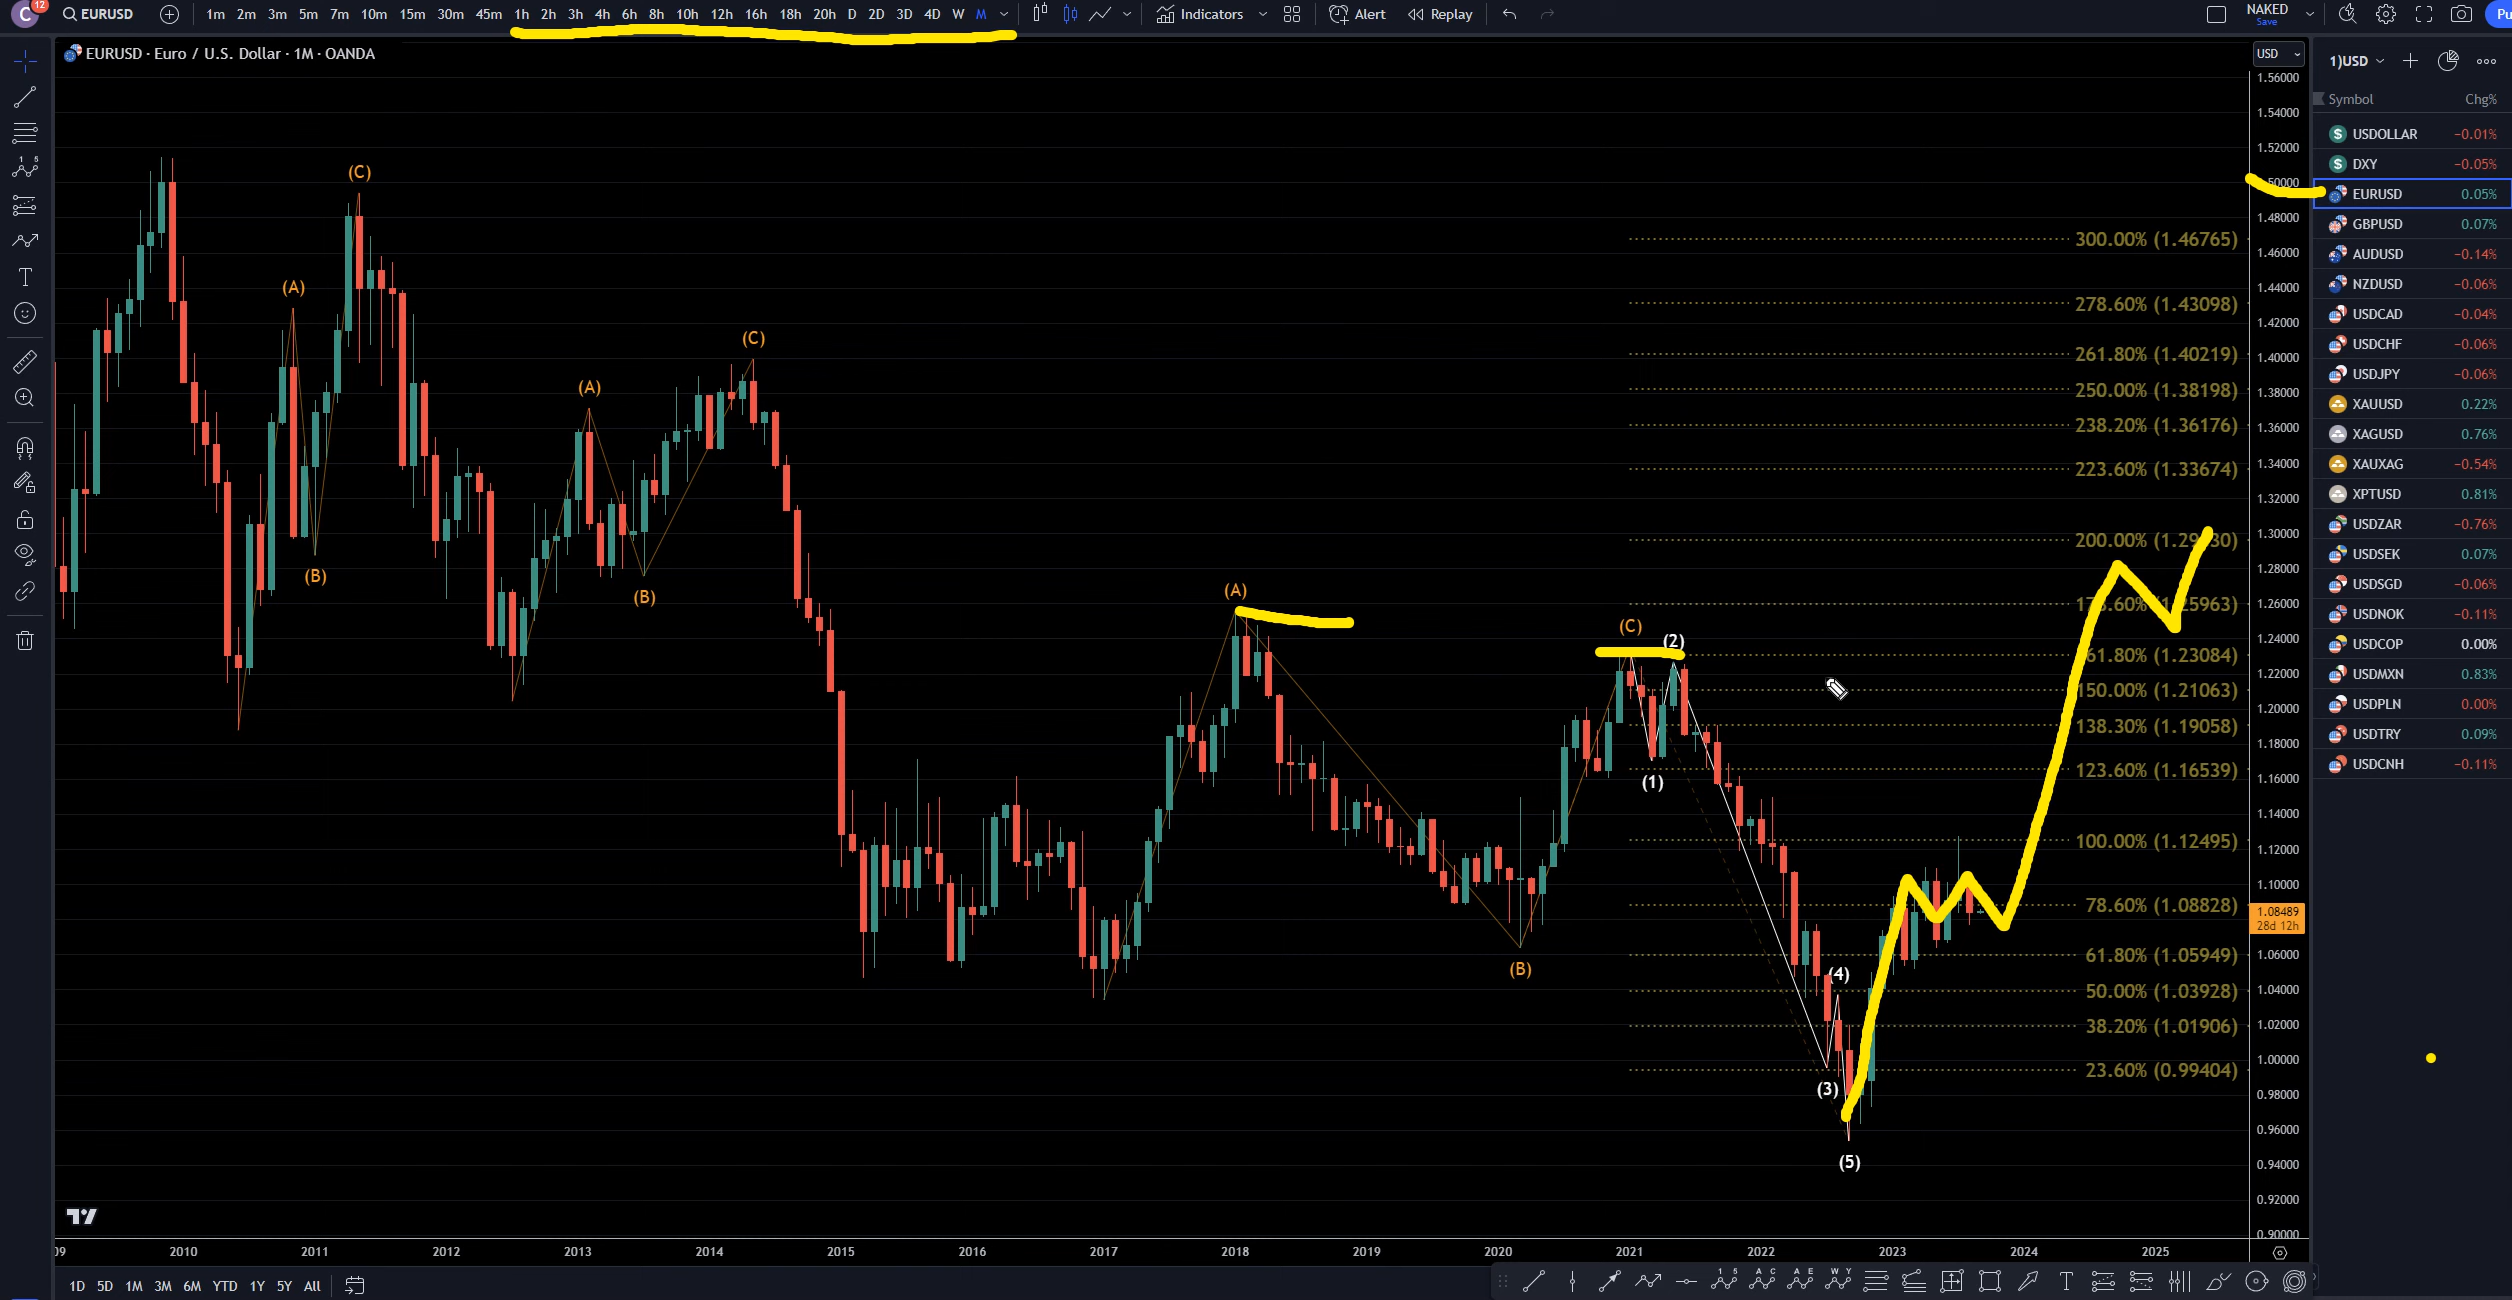 C 12 EURUSD 1m 2m 3m 5m 7m 10m 15m 30m 45m 1h 2h 3h 4h 6h 8h 10h 12h 16h 18h 20h D 2D 3D 4D W M Indicators Alert Replay NAKED Save Pu
EURUSD · Euro / U.S. Dollar · 1M · OANDA
USD
1)USD
Symbol Chg%
USDOLLAR −0.01%
DXY −0.05%
EURUSD 0.05%
GBPUSD 0.07%
AUDUSD −0.14%
NZDUSD −0.06%
USDCAD −0.04%
USDCHF −0.06%
USDJPY −0.06%
XAUUSD 0.22%
XAGUSD 0.76%
XAUXAG −0.54%
XPTUSD 0.81%
USDZAR −0.76%
USDSEK 0.07%
USDSGD −0.06%
USDNOK −0.11%
USDCOP 0.00%
USDMXN 0.83%
USDPLN 0.00%
USDTRY 0.09%
USDCNH −0.11%
1.56000
1.54000
1.52000
1.48000
1.46000
1.44000
1.42000
1.40000
1.38000
1.36000
1.34000
1.32000
1.30000
1.28000
1.26000
1.24000
1.22000
1.20000
1.18000
1.16000
1.14000
1.12000
1.10000
1.08489
28d 12h
1.06000
1.04000
1.02000
1.00000
0.98000
0.96000
0.94000
0.92000
0.90000
300.00% (1.46765)
278.60% (1.43098)
261.80% (1.40219)
250.00% (1.38198)
238.20% (1.36176)
223.60% (1.33674)
200.00%
61.80% (1.23084)
150.00% (1.21063)
138.30% (1.19058)
123.60% (1.16539)
100.00% (1.12495)
78.60% (1.08828)
61.80% (1.05949)
50.00% (1.03928)
38.20% (1.01906)
23.60% (0.99404)
(C)
(A)
(B)
(A)
(B)
(C)
(A)
(B)
(C)
(1)
(2)
(3)
(4)
(5)
09 2010 2011 2012 2013 2014 2015 2016 2017 2018 2019 2020 2021 2022 2023 2024 2025
1D 5D 1M 3M 6M YTD 1Y 5Y All